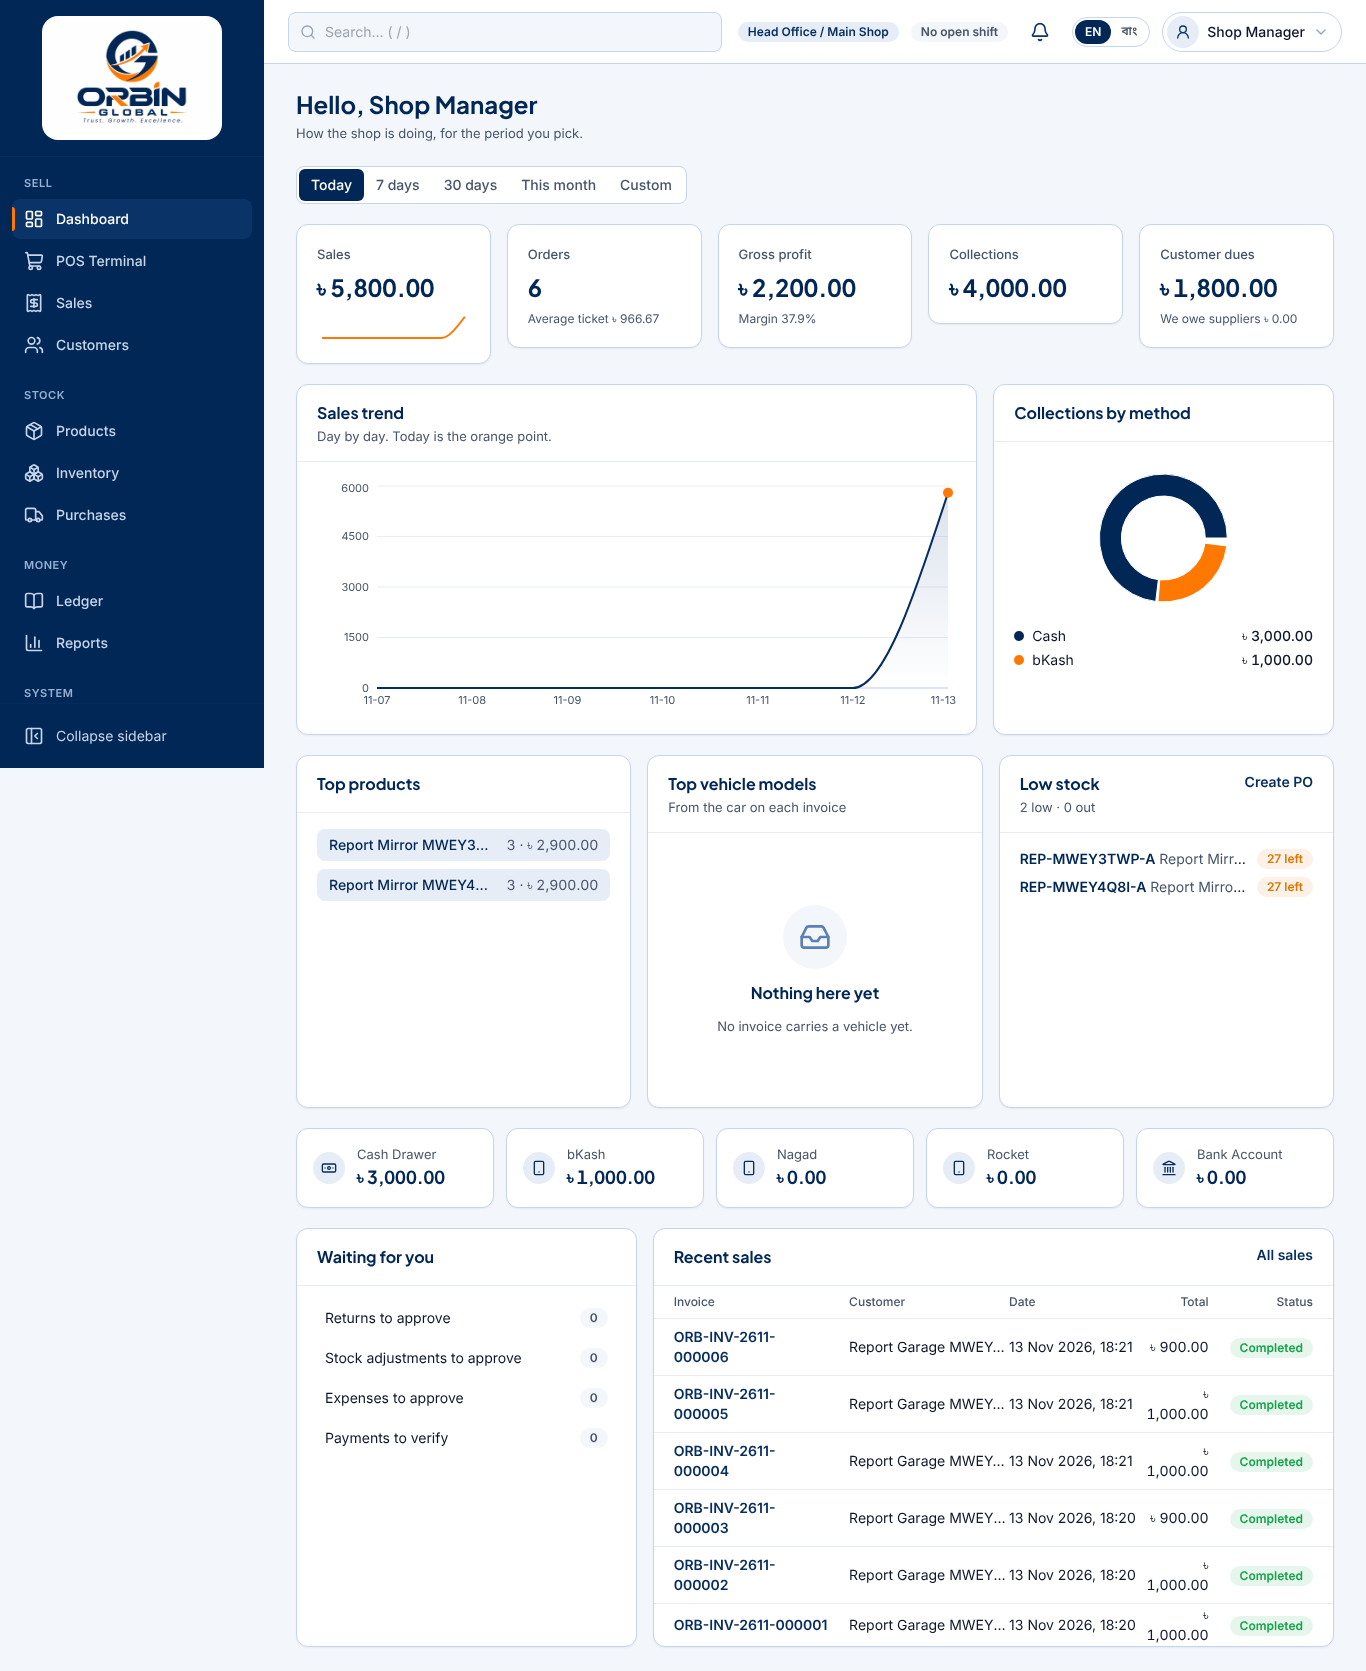 ORBIN
GLOBAL
Trust. Growth. Excellence.
Search... ( / )
Head Office / Main Shop
No open shift
EN
বাং
Shop Manager
SELL
Dashboard
POS Terminal
Sales
Customers
STOCK
Products
Inventory
Purchases
MONEY
Ledger
Reports
SYSTEM
Collapse sidebar
Hello, Shop Manager
How the shop is doing, for the period you pick.
Today
7 days
30 days
This month
Custom
Sales
৳ 5,800.00
Orders
6
Average ticket ৳ 966.67
Gross profit
৳ 2,200.00
Margin 37.9%
Collections
৳ 4,000.00
Customer dues
৳ 1,800.00
We owe suppliers ৳ 0.00
Sales trend
Day by day. Today is the orange point.
6000
4500
3000
1500
0
11-07 11-08 11-09 11-10 11-11 11-12 11-13
Collections by method
Cash ৳ 3,000.00
bKash ৳ 1,000.00
Top products
Report Mirror MWEY3... 3 · ৳ 2,900.00
Report Mirror MWEY4... 3 · ৳ 2,900.00
Top vehicle models
From the car on each invoice
Nothing here yet
No invoice carries a vehicle yet.
Low stock
Create PO
2 low · 0 out
REP-MWEY3TWP-A Report Mirr... 27 left
REP-MWEY4Q8I-A Report Mirro... 27 left
Cash Drawer
৳ 3,000.00
bKash
৳ 1,000.00
Nagad
৳ 0.00
Rocket
৳ 0.00
Bank Account
৳ 0.00
Waiting for you
Returns to approve 0
Stock adjustments to approve 0
Expenses to approve 0
Payments to verify 0
Recent sales
All sales
Invoice Customer Date Total Status
ORB-INV-2611-
000006
Report Garage MWEY... 13 Nov 2026, 18:21 ৳ 900.00 Completed
ORB-INV-2611-
000005
Report Garage MWEY... 13 Nov 2026, 18:21 ৳
1,000.00
Completed
ORB-INV-2611-
000004
Report Garage MWEY... 13 Nov 2026, 18:21 ৳
1,000.00
Completed
ORB-INV-2611-
000003
Report Garage MWEY... 13 Nov 2026, 18:20 ৳ 900.00 Completed
ORB-INV-2611-
000002
Report Garage MWEY... 13 Nov 2026, 18:20 ৳
1,000.00
Completed
ORB-INV-2611-000001 Report Garage MWEY... 13 Nov 2026, 18:20 ৳
1,000.00
Completed